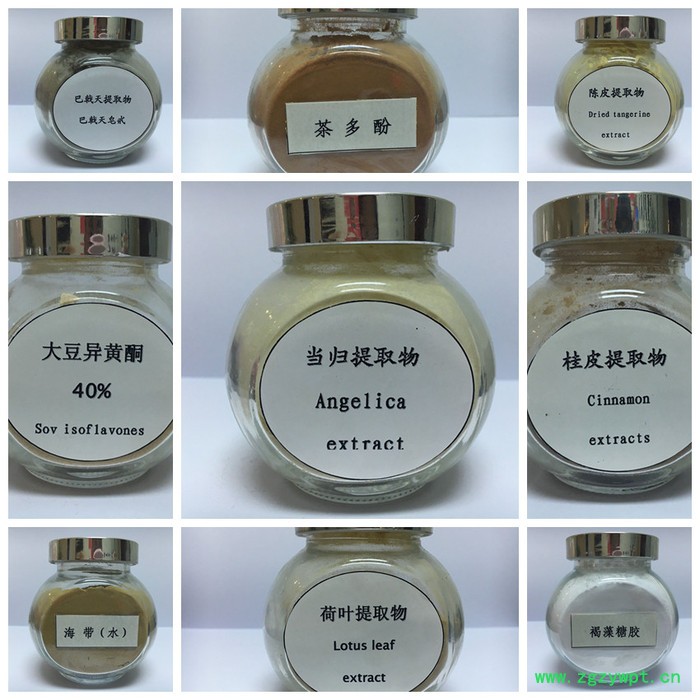 巴戟天提取物
巴戟天皂甙
茶多酚
陈皮提取物
Dried tangerine
extract
大豆异黄酮
40%
Soy isoflavones
当归提取物
Angelica
extract
桂皮提取物
Cinnamon
extracts
海带(水)
荷叶提取物
Lotus leaf
extract
褐藻糖胶
www.zgzywpt.cn